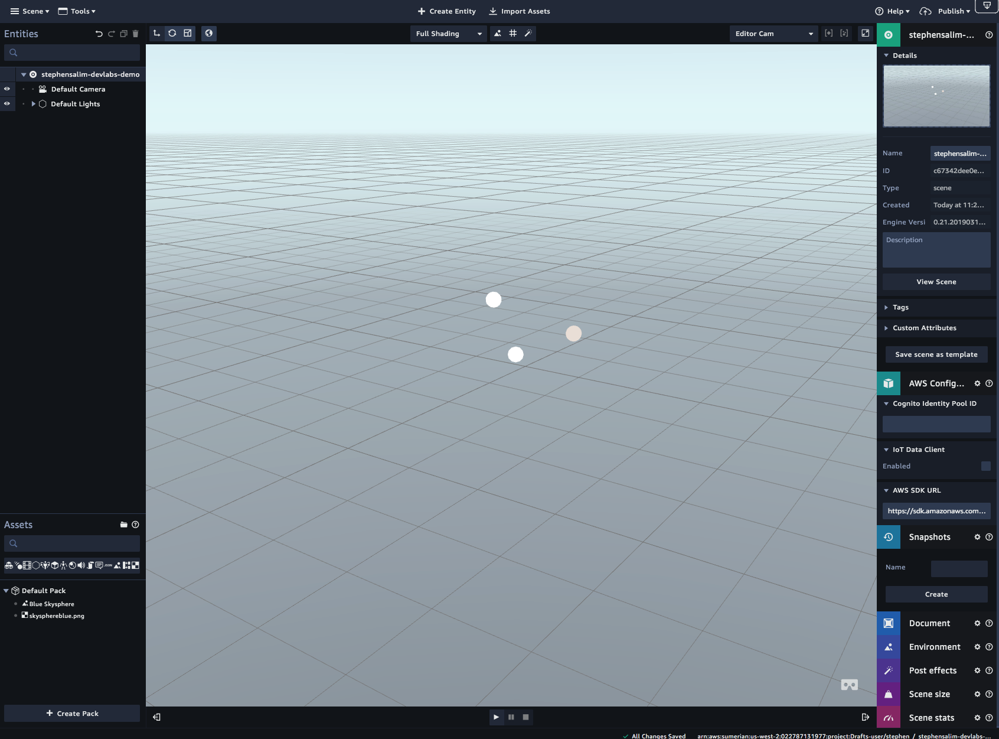 Scene
Tools
Create Entity
Import Assets
Help
Publish
Entities
Full Shading
Editor Cam
stephensalim-...
Details
stephensalim-devlabs-demo
Default Camera
Default Lights
Name
stephensalim-...
ID
c67342dee0e...
Type
scene
Created
Today at 11:2...
Engine Versi
0.21.2019031...
Description
View Scene
Tags
Custom Attributes
Save scene as template
AWS Config...
Cognito Identity Pool ID
IoT Data Client
Enabled
AWS SDK URL
https://sdk.amazonaws.com...
Assets
JSON
Default Pack
Blue Skysphere
skysphereblue.png
Create Pack
Snapshots
Name
Create
Document
Environment
Post effects
Scene size
Scene stats
All Changes Saved
arn:aws:sumerian:us-west-2:022787131977:project:Drafts-user/stephen / stephensalim-devlabs-...